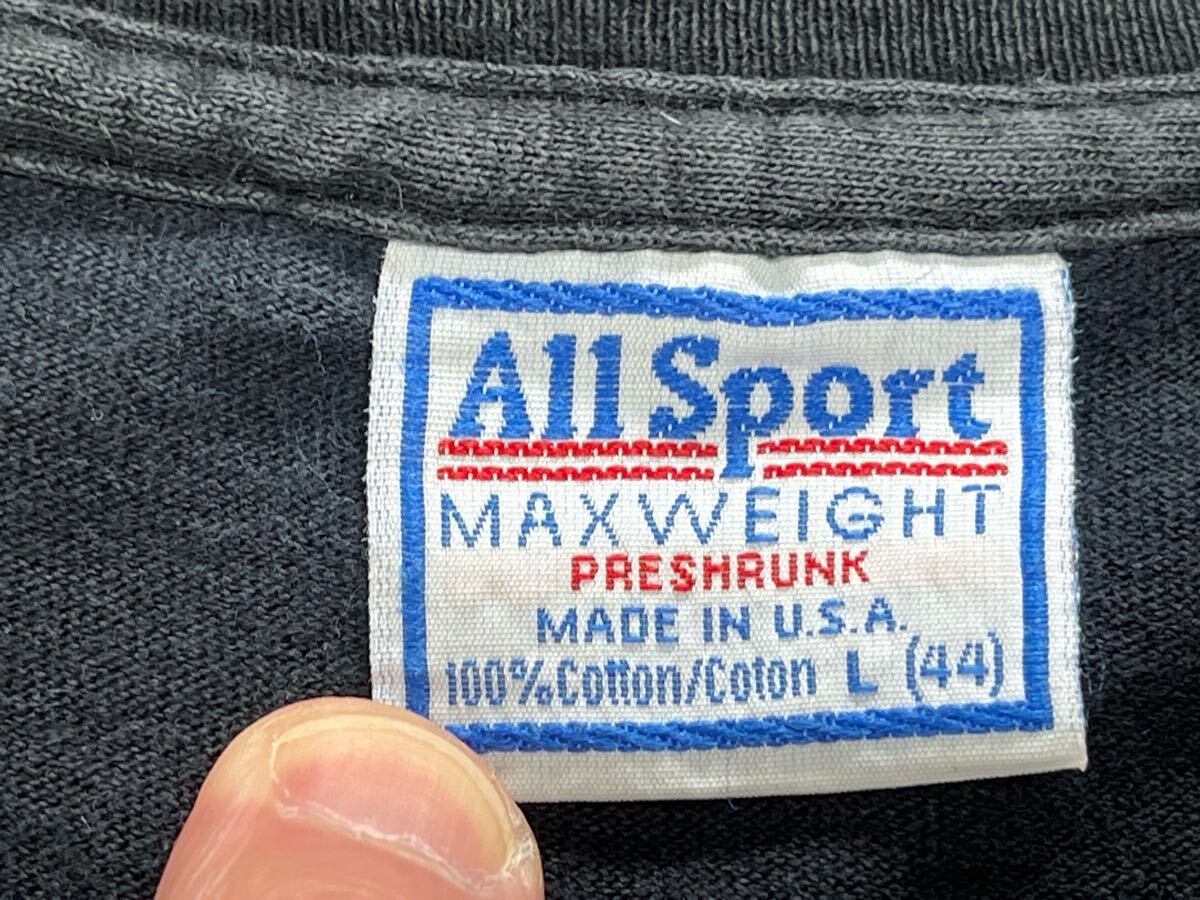 All Sport
MAXWEIGHT
PRESHRUNK
MADE IN U.S.A.
100% Cotton/Coton L (44)